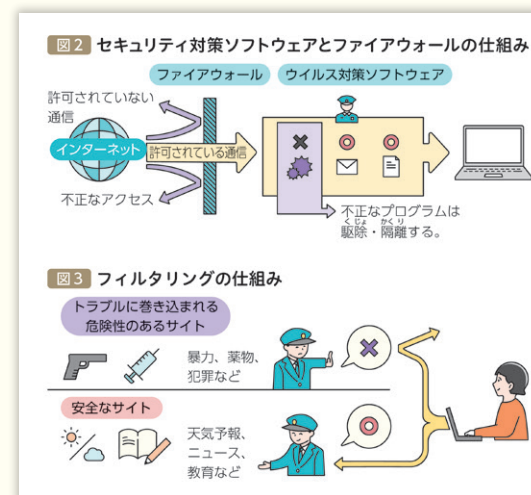 図2 セキュリティ対策ソフトウェアとファイアウォールの仕組み
ファイアウォール
ウイルス対策ソフトウェア
許可されていない
通信
インターネット
許可されている通信
不正なアクセス
不正なプログラムは
くじょ かくり
駆除・隔離する。
図3 フィルタリングの仕組み
トラブルに巻き込まれる
危険性のあるサイト
暴力、薬物、
犯罪など
安全なサイト
天気予報、
ニュース、
教育など